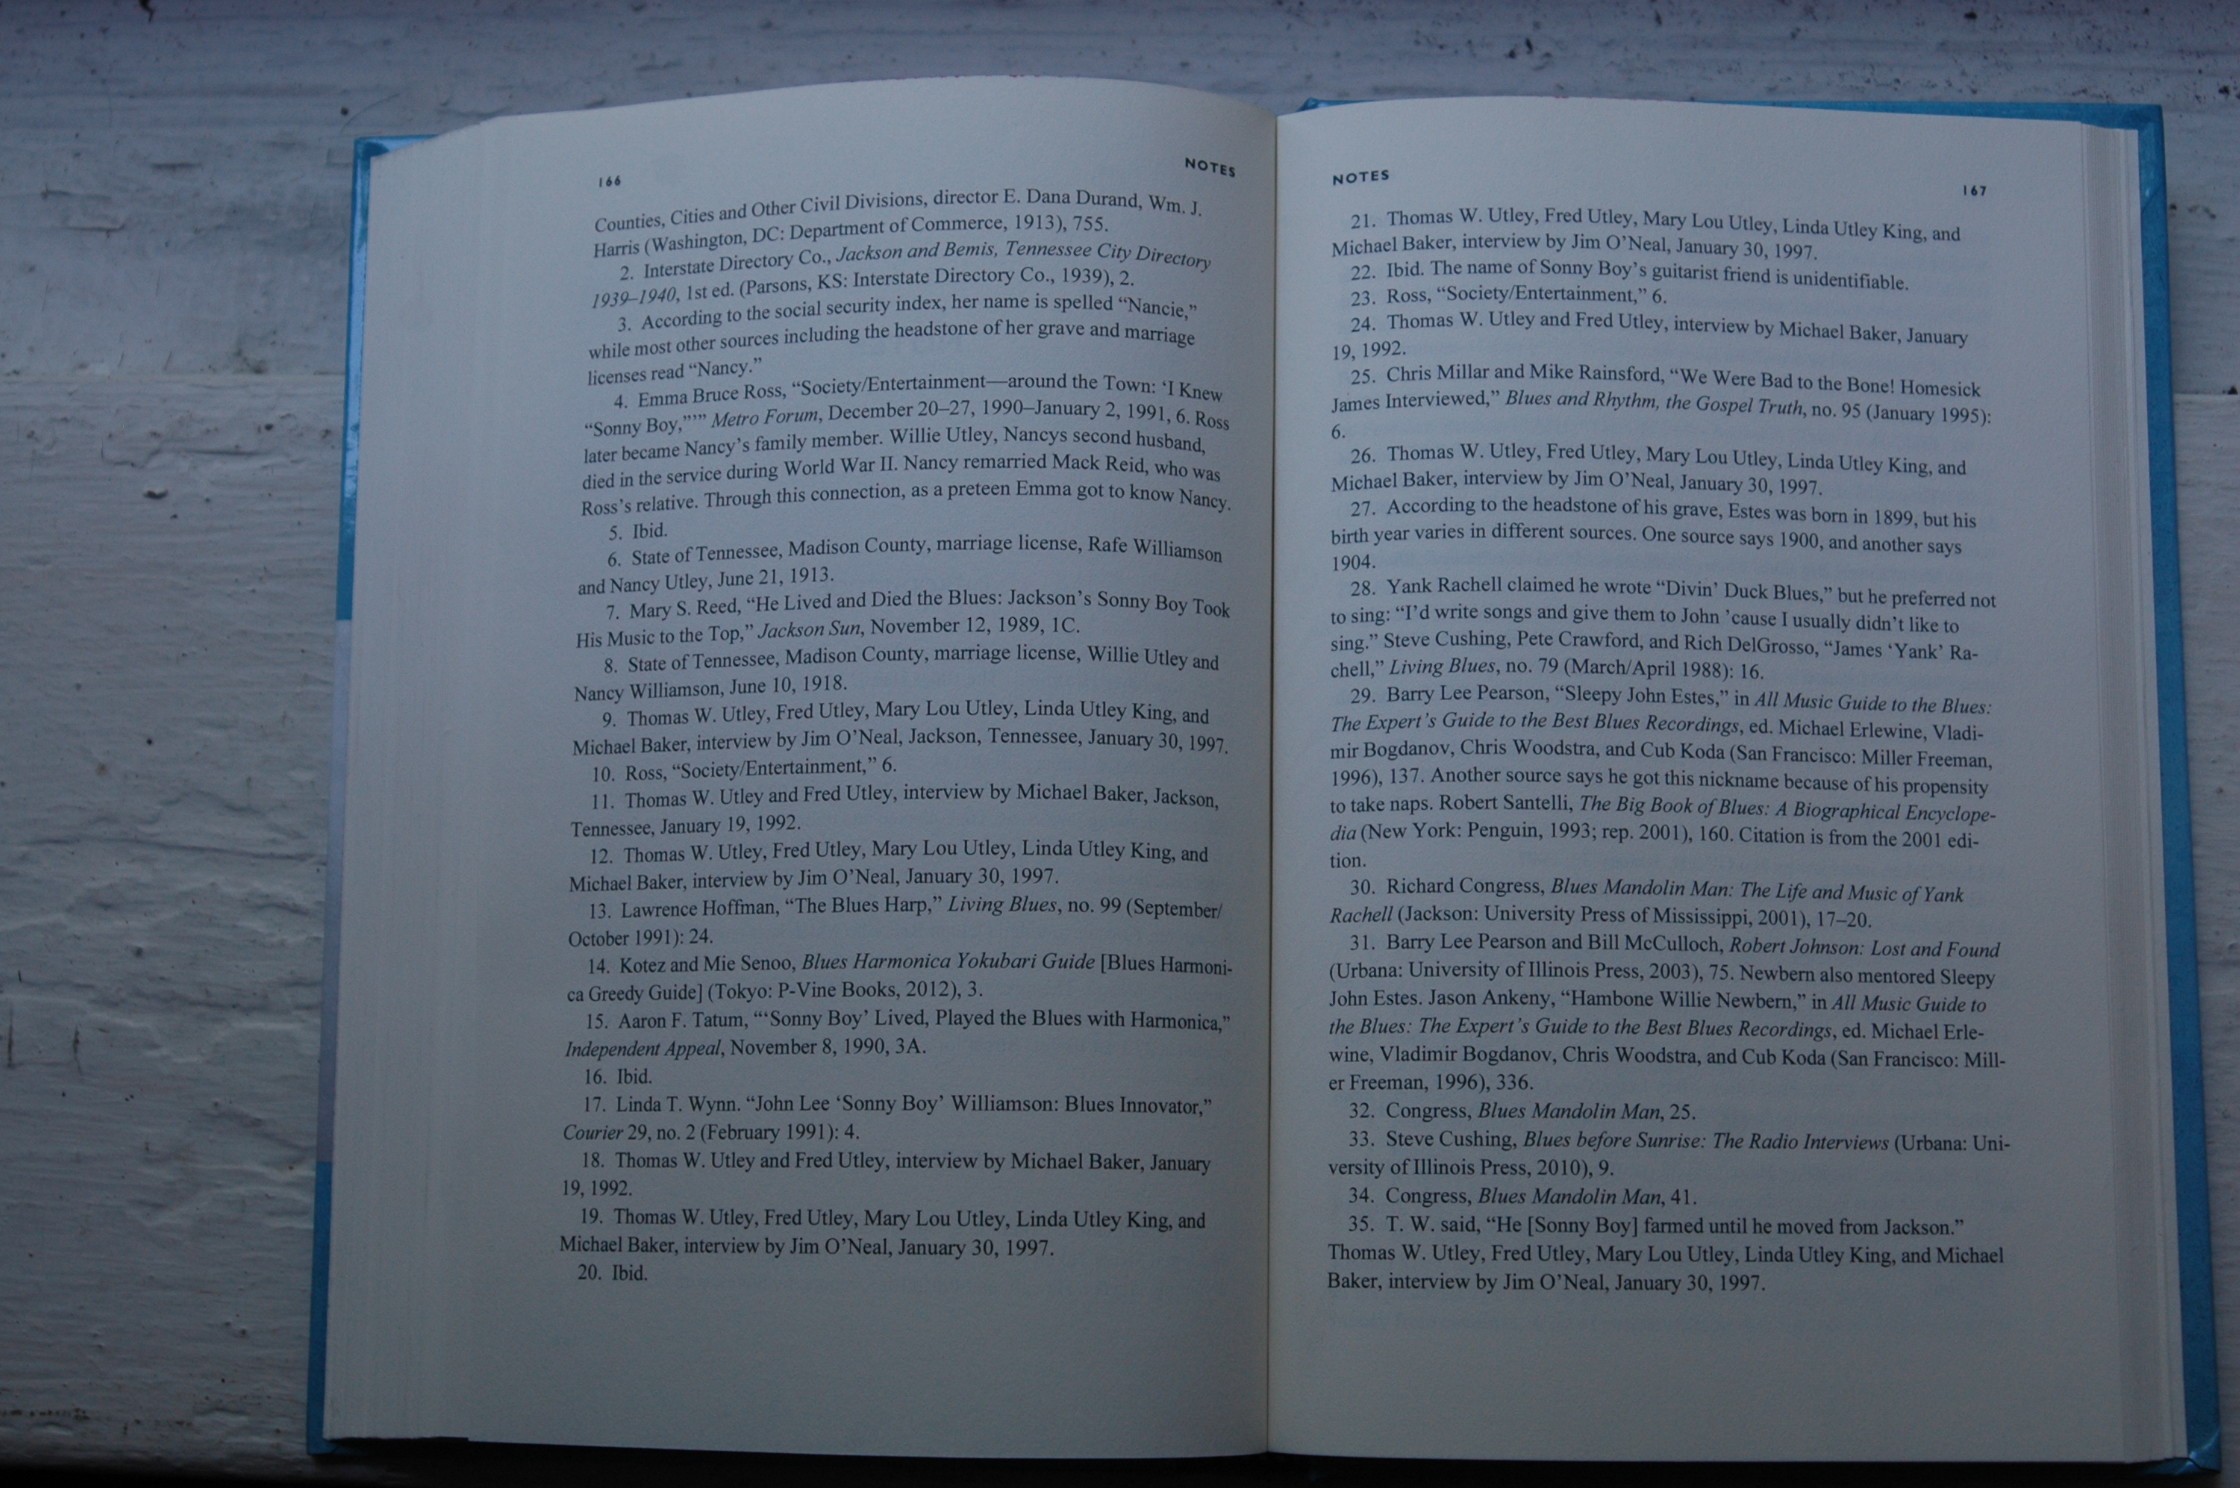 166
NOTES
Counties, Cities and Other Civil Divisions, director E. Dana Durand, Wm. J.
Harris (Washington, DC: Department of Commerce, 1913), 755.
2. Interstate Directory Co., Jackson and Bemis, Tennessee City Directory
1939–1940, 1st ed. (Parsons, KS: Interstate Directory Co., 1939), 2.
3. According to the social security index, her name is spelled “Nancie,”
while most other sources including the headstone of her grave and marriage
licenses read “Nancy.”
4. Emma Bruce Ross, “Society/Entertainment—around the Town: ‘I Knew
“Sonny Boy,”’” Metro Forum, December 20–27, 1990–January 2, 1991, 6. Ross
later became Nancy’s family member. Willie Utley, Nancys second husband,
died in the service during World War II. Nancy remarried Mack Reid, who was
Ross’s relative. Through this connection, as a preteen Emma got to know Nancy.
5. Ibid.
6. State of Tennessee, Madison County, marriage license, Rafe Williamson
and Nancy Utley, June 21, 1913.
7. Mary S. Reed, “He Lived and Died the Blues: Jackson’s Sonny Boy Took
His Music to the Top,” Jackson Sun, November 12, 1989, 1C.
8. State of Tennessee, Madison County, marriage license, Willie Utley and
Nancy Williamson, June 10, 1918.
9. Thomas W. Utley, Fred Utley, Mary Lou Utley, Linda Utley King, and
Michael Baker, interview by Jim O’Neal, Jackson, Tennessee, January 30, 1997.
10. Ross, “Society/Entertainment,” 6.
11. Thomas W. Utley and Fred Utley, interview by Michael Baker, Jackson,
Tennessee, January 19, 1992.
12. Thomas W. Utley, Fred Utley, Mary Lou Utley, Linda Utley King, and
Michael Baker, interview by Jim O’Neal, January 30, 1997.
13. Lawrence Hoffman, “The Blues Harp,” Living Blues, no. 99 (September/
October 1991): 24.
14. Kotez and Mie Senoo, Blues Harmonica Yokubari Guide [Blues Harmoni-
ca Greedy Guide] (Tokyo: P-Vine Books, 2012), 3.
15. Aaron F. Tatum, “‘Sonny Boy’ Lived, Played the Blues with Harmonica,”
Independent Appeal, November 8, 1990, 3A.
16. Ibid.
17. Linda T. Wynn. “John Lee ‘Sonny Boy’ Williamson: Blues Innovator,”
Courier 29, no. 2 (February 1991): 4.
18. Thomas W. Utley and Fred Utley, interview by Michael Baker, January
19, 1992.
19. Thomas W. Utley, Fred Utley, Mary Lou Utley, Linda Utley King, and
Michael Baker, interview by Jim O’Neal, January 30, 1997.
20. Ibid.
NOTES
167
21. Thomas W. Utley, Fred Utley, Mary Lou Utley, Linda Utley King, and
Michael Baker, interview by Jim O’Neal, January 30, 1997.
22. Ibid. The name of Sonny Boy’s guitarist friend is unidentifiable.
23. Ross, “Society/Entertainment,” 6.
24. Thomas W. Utley and Fred Utley, interview by Michael Baker, January
19, 1992.
25. Chris Millar and Mike Rainsford, “We Were Bad to the Bone! Homesick
James Interviewed,” Blues and Rhythm, the Gospel Truth, no. 95 (January 1995):
6.
26. Thomas W. Utley, Fred Utley, Mary Lou Utley, Linda Utley King, and
Michael Baker, interview by Jim O’Neal, January 30, 1997.
27. According to the headstone of his grave, Estes was born in 1899, but his
birth year varies in different sources. One source says 1900, and another says
1904.
28. Yank Rachell claimed he wrote “Divin’ Duck Blues,” but he preferred not
to sing: “I’d write songs and give them to John ’cause I usually didn’t like to
sing.” Steve Cushing, Pete Crawford, and Rich DelGrosso, “James ‘Yank’ Ra-
chell,” Living Blues, no. 79 (March/April 1988): 16.
29. Barry Lee Pearson, “Sleepy John Estes,” in All Music Guide to the Blues:
The Expert’s Guide to the Best Blues Recordings, ed. Michael Erlewine, Vladi-
mir Bogdanov, Chris Woodstra, and Cub Koda (San Francisco: Miller Freeman,
1996), 137. Another source says he got this nickname because of his propensity
to take naps. Robert Santelli, The Big Book of Blues: A Biographical Encyclope-
dia (New York: Penguin, 1993; rep. 2001), 160. Citation is from the 2001 edi-
tion.
30. Richard Congress, Blues Mandolin Man: The Life and Music of Yank
Rachell (Jackson: University Press of Mississippi, 2001), 17–20.
31. Barry Lee Pearson and Bill McCulloch, Robert Johnson: Lost and Found
(Urbana: University of Illinois Press, 2003), 75. Newbern also mentored Sleepy
John Estes. Jason Ankeny, “Hambone Willie Newbern,” in All Music Guide to
the Blues: The Expert’s Guide to the Best Blues Recordings, ed. Michael Erle-
wine, Vladimir Bogdanov, Chris Woodstra, and Cub Koda (San Francisco: Mill-
er Freeman, 1996), 336.
32. Congress, Blues Mandolin Man, 25.
33. Steve Cushing, Blues before Sunrise: The Radio Interviews (Urbana: Uni-
versity of Illinois Press, 2010), 9.
34. Congress, Blues Mandolin Man, 41.
35. T. W. said, “He [Sonny Boy] farmed until he moved from Jackson.”
Thomas W. Utley, Fred Utley, Mary Lou Utley, Linda Utley King, and Michael
Baker, interview by Jim O’Neal, January 30, 1997.